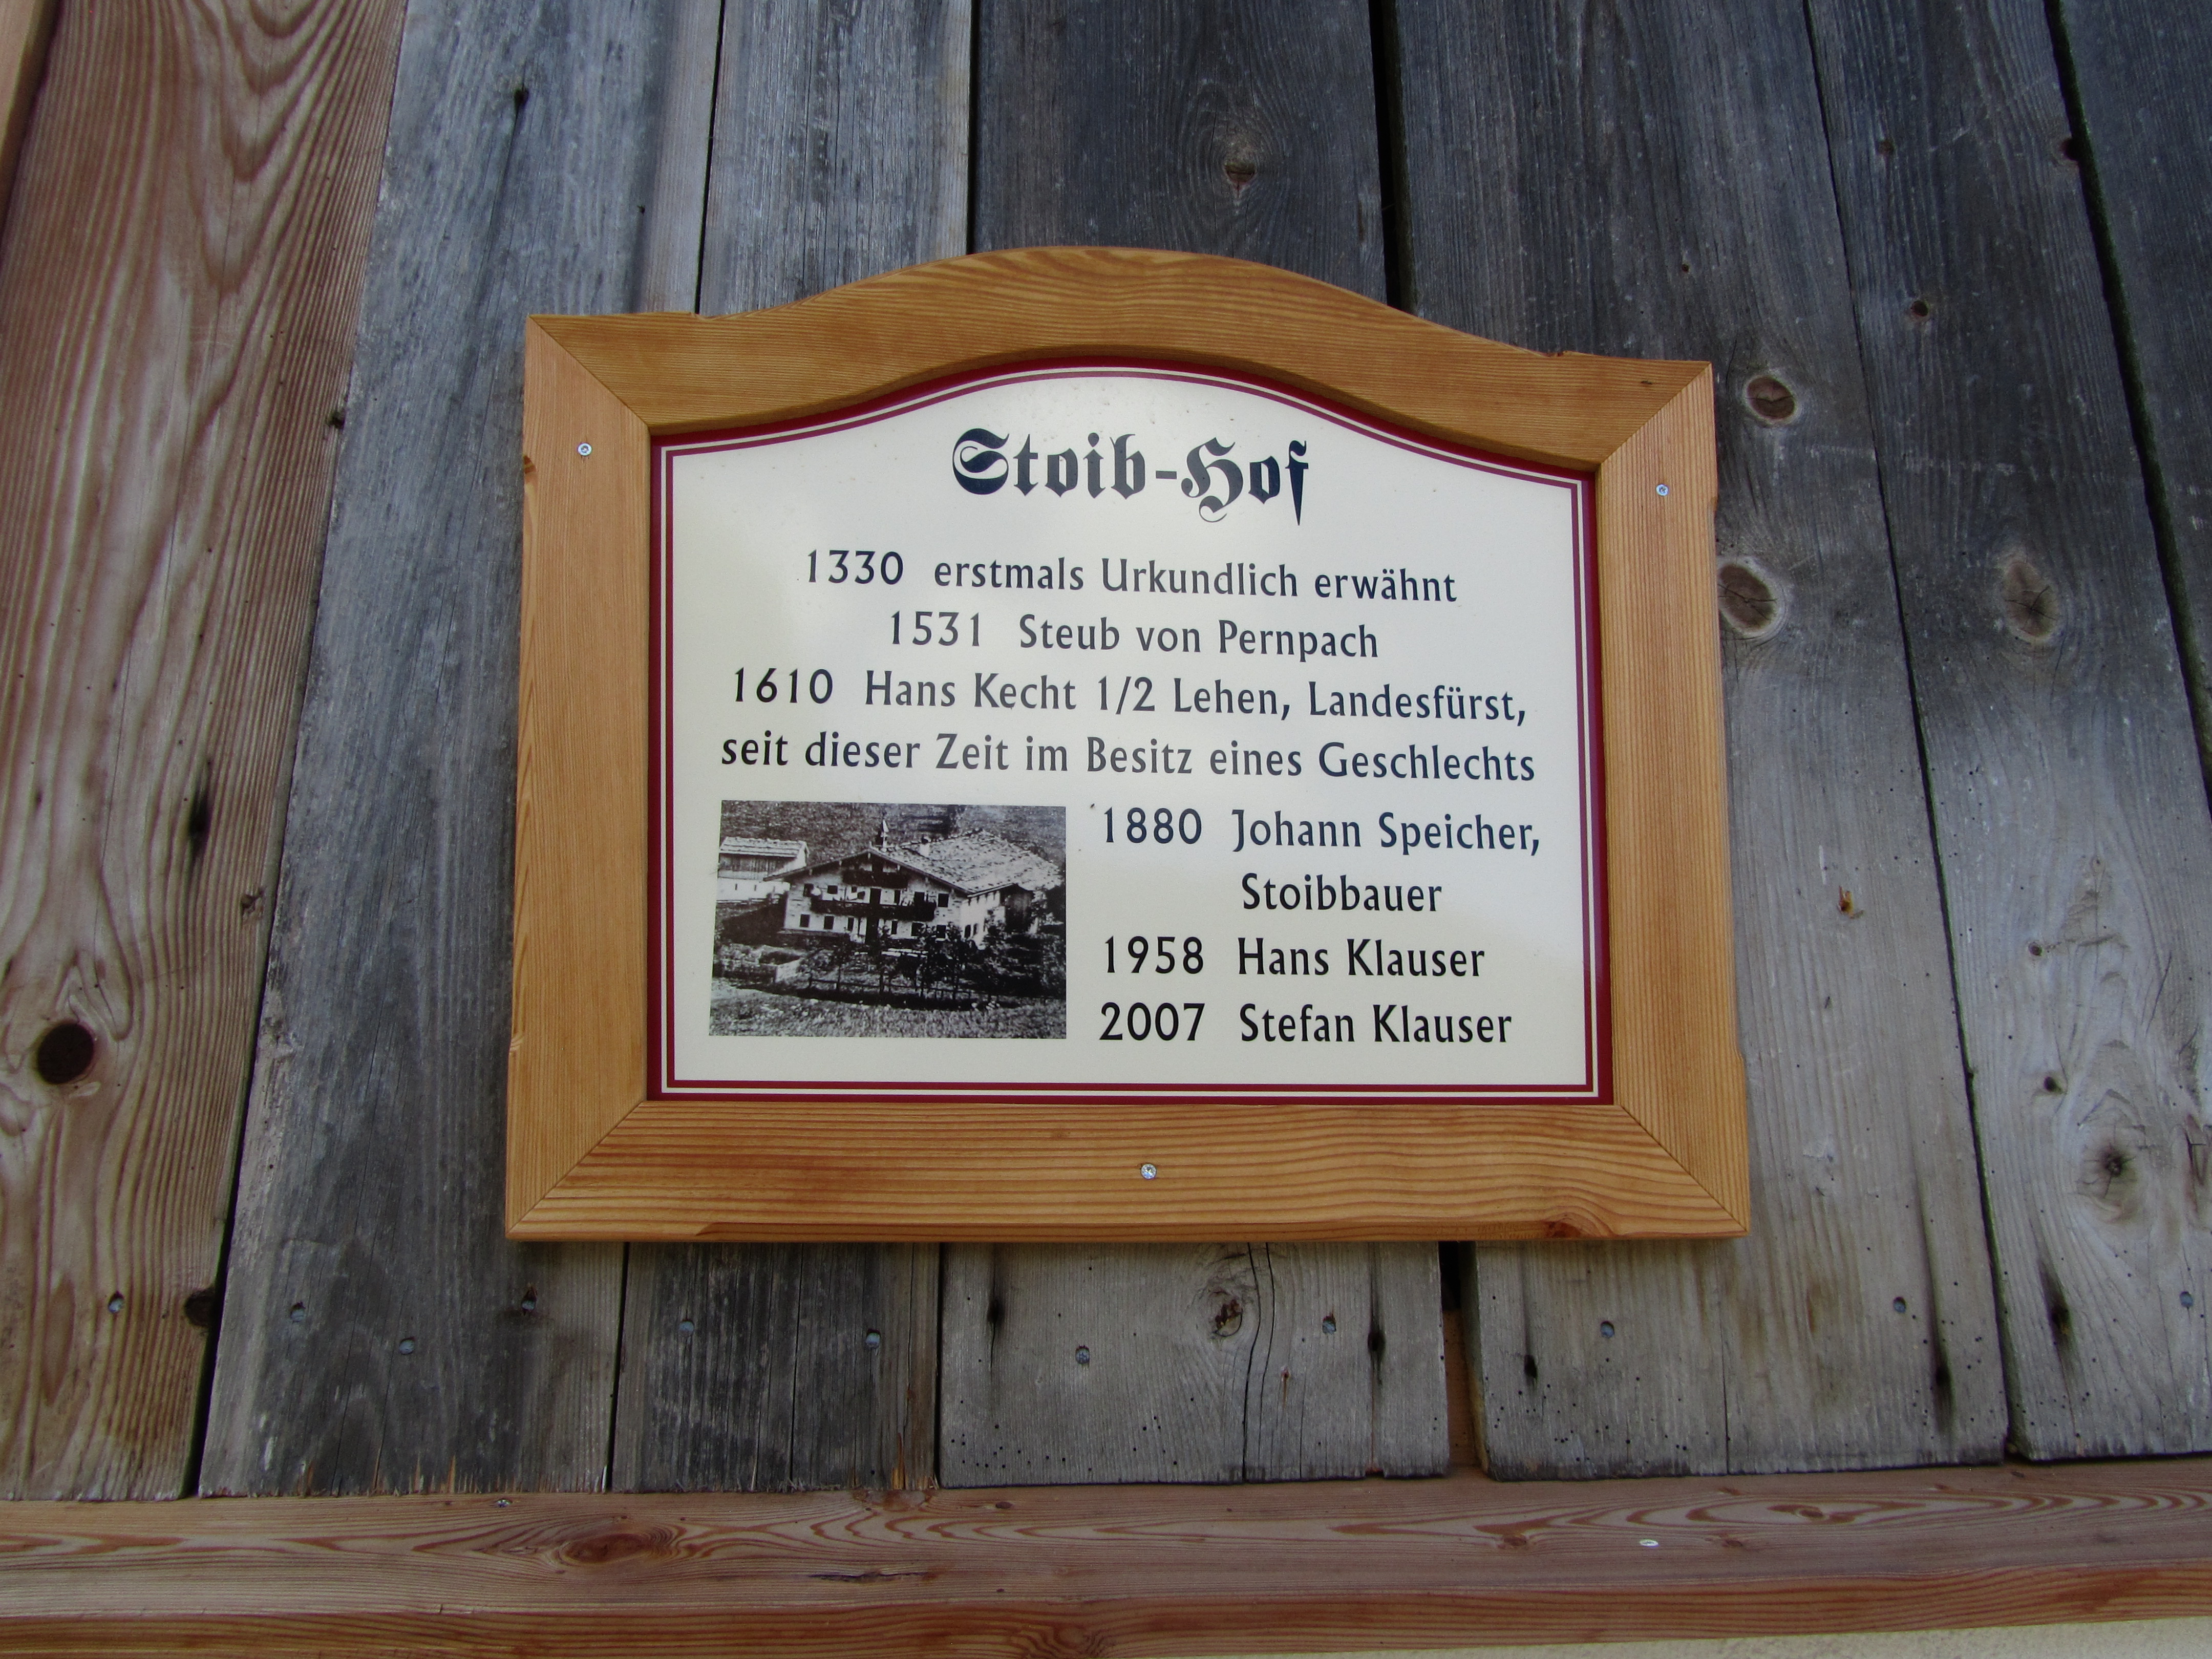 Stoib-Hof
1330 erstmals Urkundlich erwähnt
1531 Steub von Pernpach
1610 Hans Kecht 1/2 Lehen, Landesfürst,
seit dieser Zeit im Besitz eines Geschlechts
1880 Johann Speicher,
Stoibbauer
1958 Hans Klauser
2007 Stefan Klauser